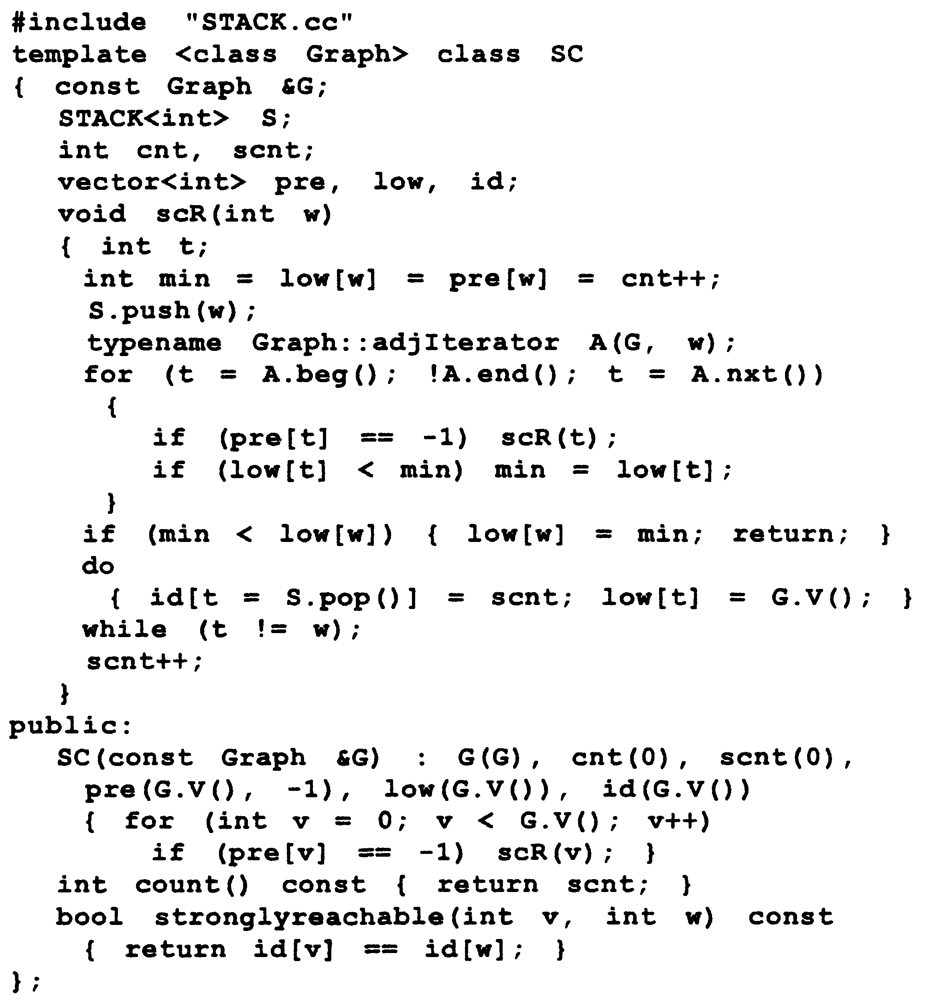 #include "STACK.cc"
template <class Graph> class SC
{ const Graph &G;
STACK<int> S;
int cnt, scnt;
vector<int> pre, low, id;
void scR(int w)
{ int t;
int min = low[w] = pre[w] = cnt++;
S.push(w);
typename Graph::adjIterator A(G, w);
for (t = A.beg(); !A.end(); t = A.nxt())
{
if (pre[t] == -1) scR(t);
if (low[t] < min) min = low[t];
}
if (min < low[w]) { low[w] = min; return; }
do
{ id[t = S.pop()] = scnt; low[t] = G.V(); }
while (t != w);
scnt++;
}
public:
SC(const Graph &G) : G(G), cnt(0), scnt(0),
pre(G.V(), -1), low(G.V()), id(G.V())
{ for (int v = 0; v < G.V(); v++)
if (pre[v] == -1) scR(v); }
int count() const { return scnt; }
bool stronglyreachable(int v, int w) const
{ return id[v] == id[w]; }
};